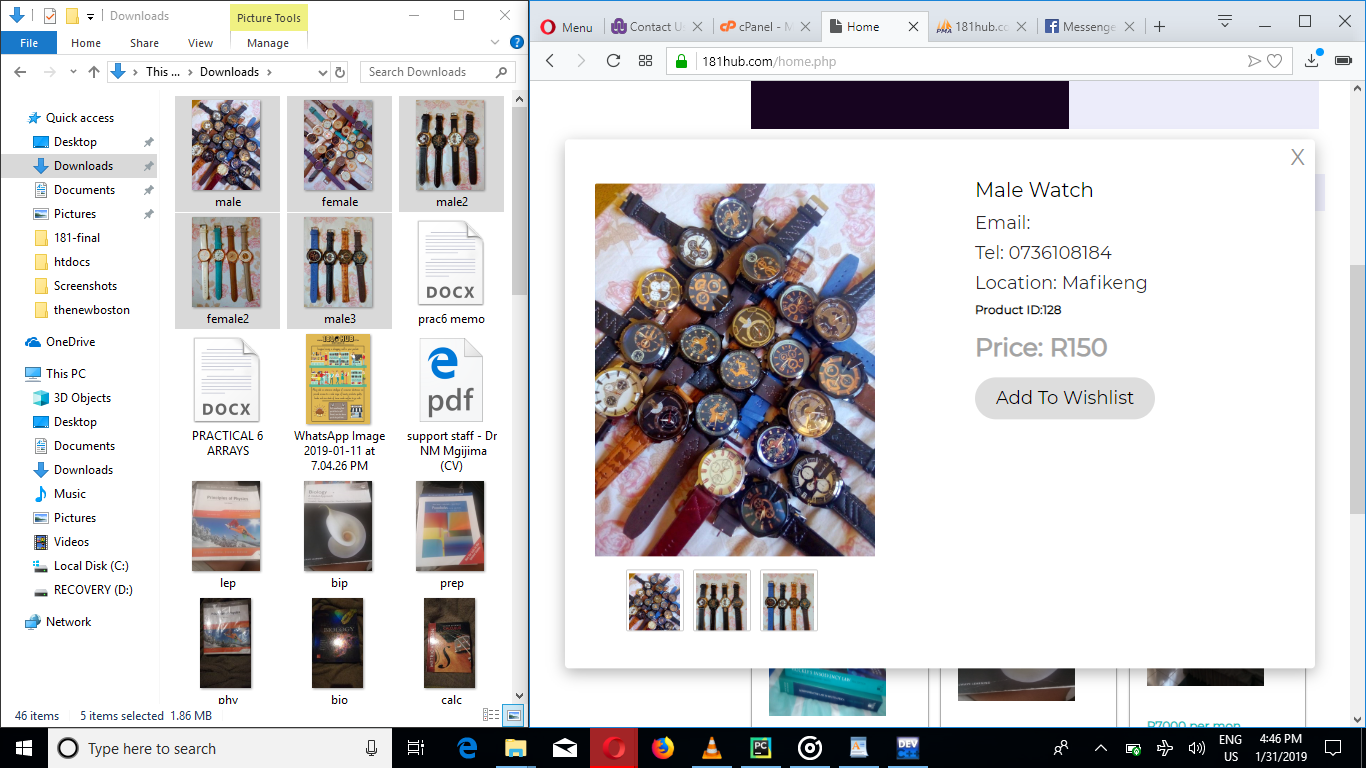 Downloads
Picture Tools
File
Home
Share
View
Manage
This ...
Downloads
Search Downloads
Quick access
Desktop
Downloads
Documents
Pictures
181-final
htdocs
Screenshots
thenewboston
OneDrive
This PC
3D Objects
Desktop
Documents
Downloads
Music
Pictures
Videos
Local Disk (C:)
RECOVERY (D:)
Network
male
female
male2
female2
male3
DOCX
prac6 memo
DOCX
PRACTICAL 6
ARRAYS
WhatsApp Image
2019-01-11 at
7.04.26 PM
pdf
support staff - Dr
NM Mgijima
(CV)
lep
bip
prep
phy
bio
calc
46 items
5 items selected 1.86 MB
Menu
Contact U
cPanel - M
Home
PMA
181hub.co
Messenge
181hub.com/home.php
X
Male Watch
Email:
Tel: 0736108184
Location: Mafikeng
Product ID:128
Price: R150
Add To Wishlist
R7000 per mon
Type here to search
PC
DEV
ENG
US
4:46 PM
1/31/2019